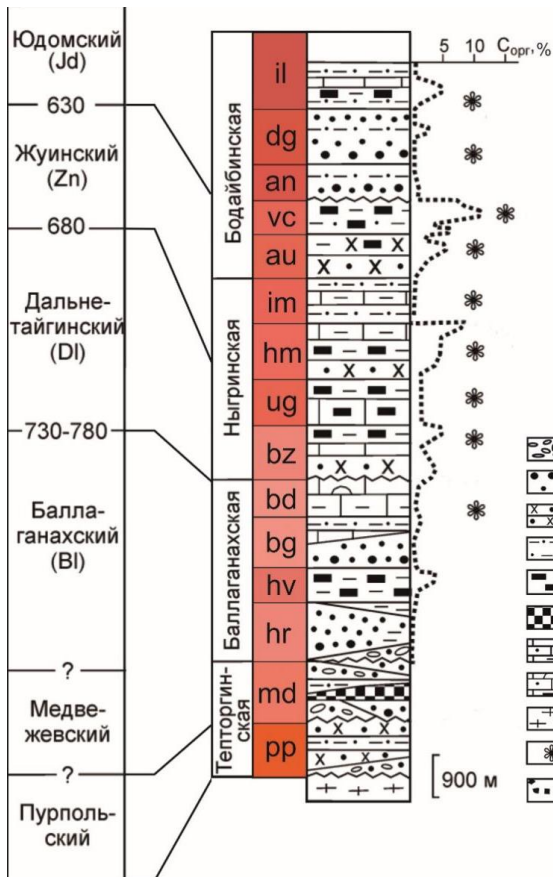 Юдомский
(Jd)
630
Жуинский
(Zn)
680
Дальне-
тайгинский
(Dl)
730-780
Балла-
ганахский
(Bl)
?
Медве-
жевский
?
Пурполь-
ский
Бодайбинская
Ныгринская
Баллаганахская
Тепторгин-
ская
il
dg
an
vc
au
im
hm
ug
bz
bd
bg
hv
hr
md
pp
5 10 Cорг,%
900 м